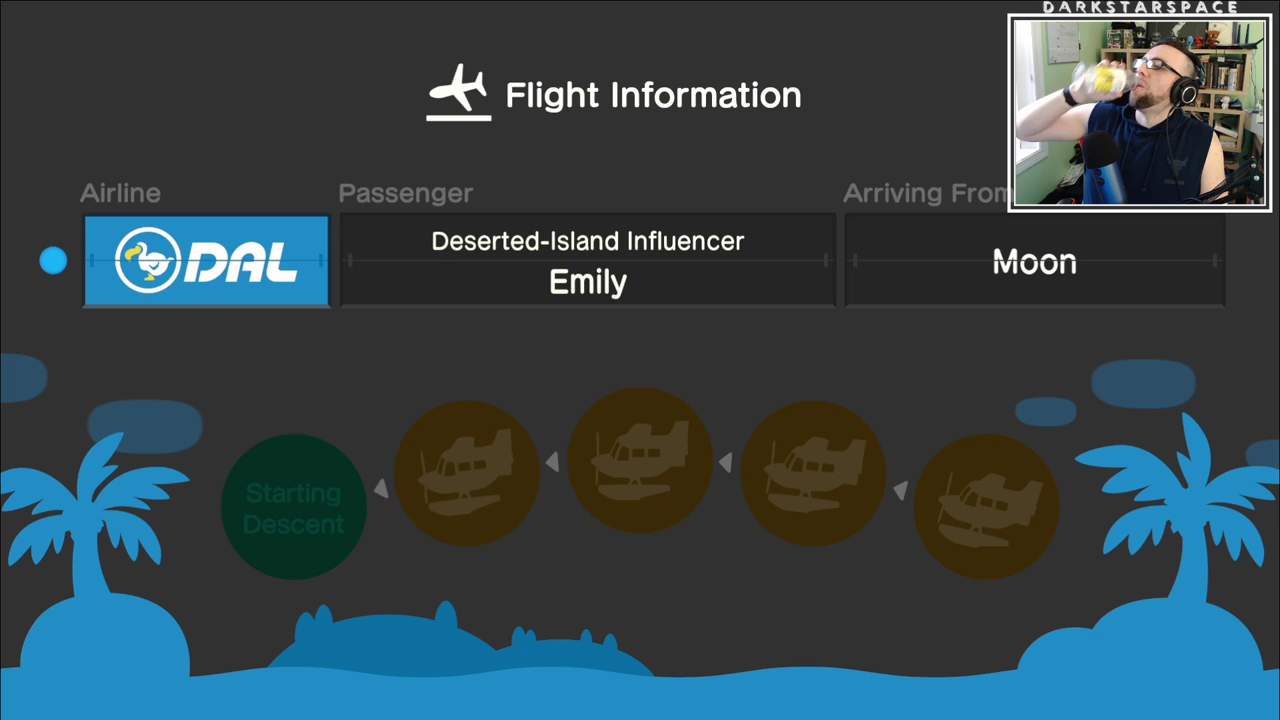 DARKSTARSPACE
Flight Information
Airline
Passenger
Arriving From
DAL
Deserted-Island Influencer
Emily
Moon
Starting
Descent